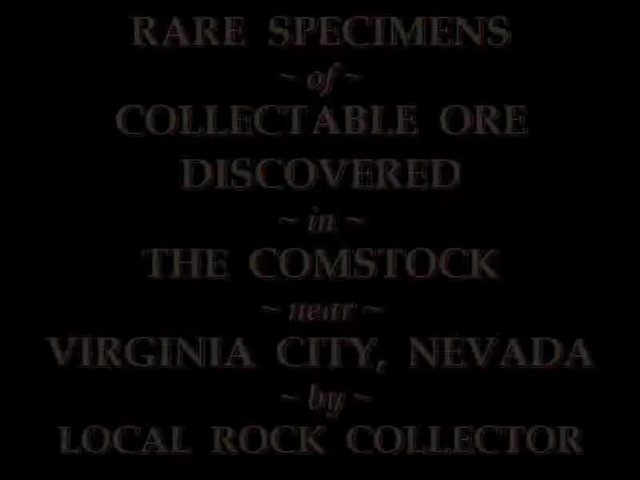 RARE SPECIMENS
~ of ~
COLLECTABLE ORE
DISCOVERED
~ in ~
THE COMSTOCK
~ near ~
VIRGINIA CITY, NEVADA
~ by ~
LOCAL ROCK COLLECTOR